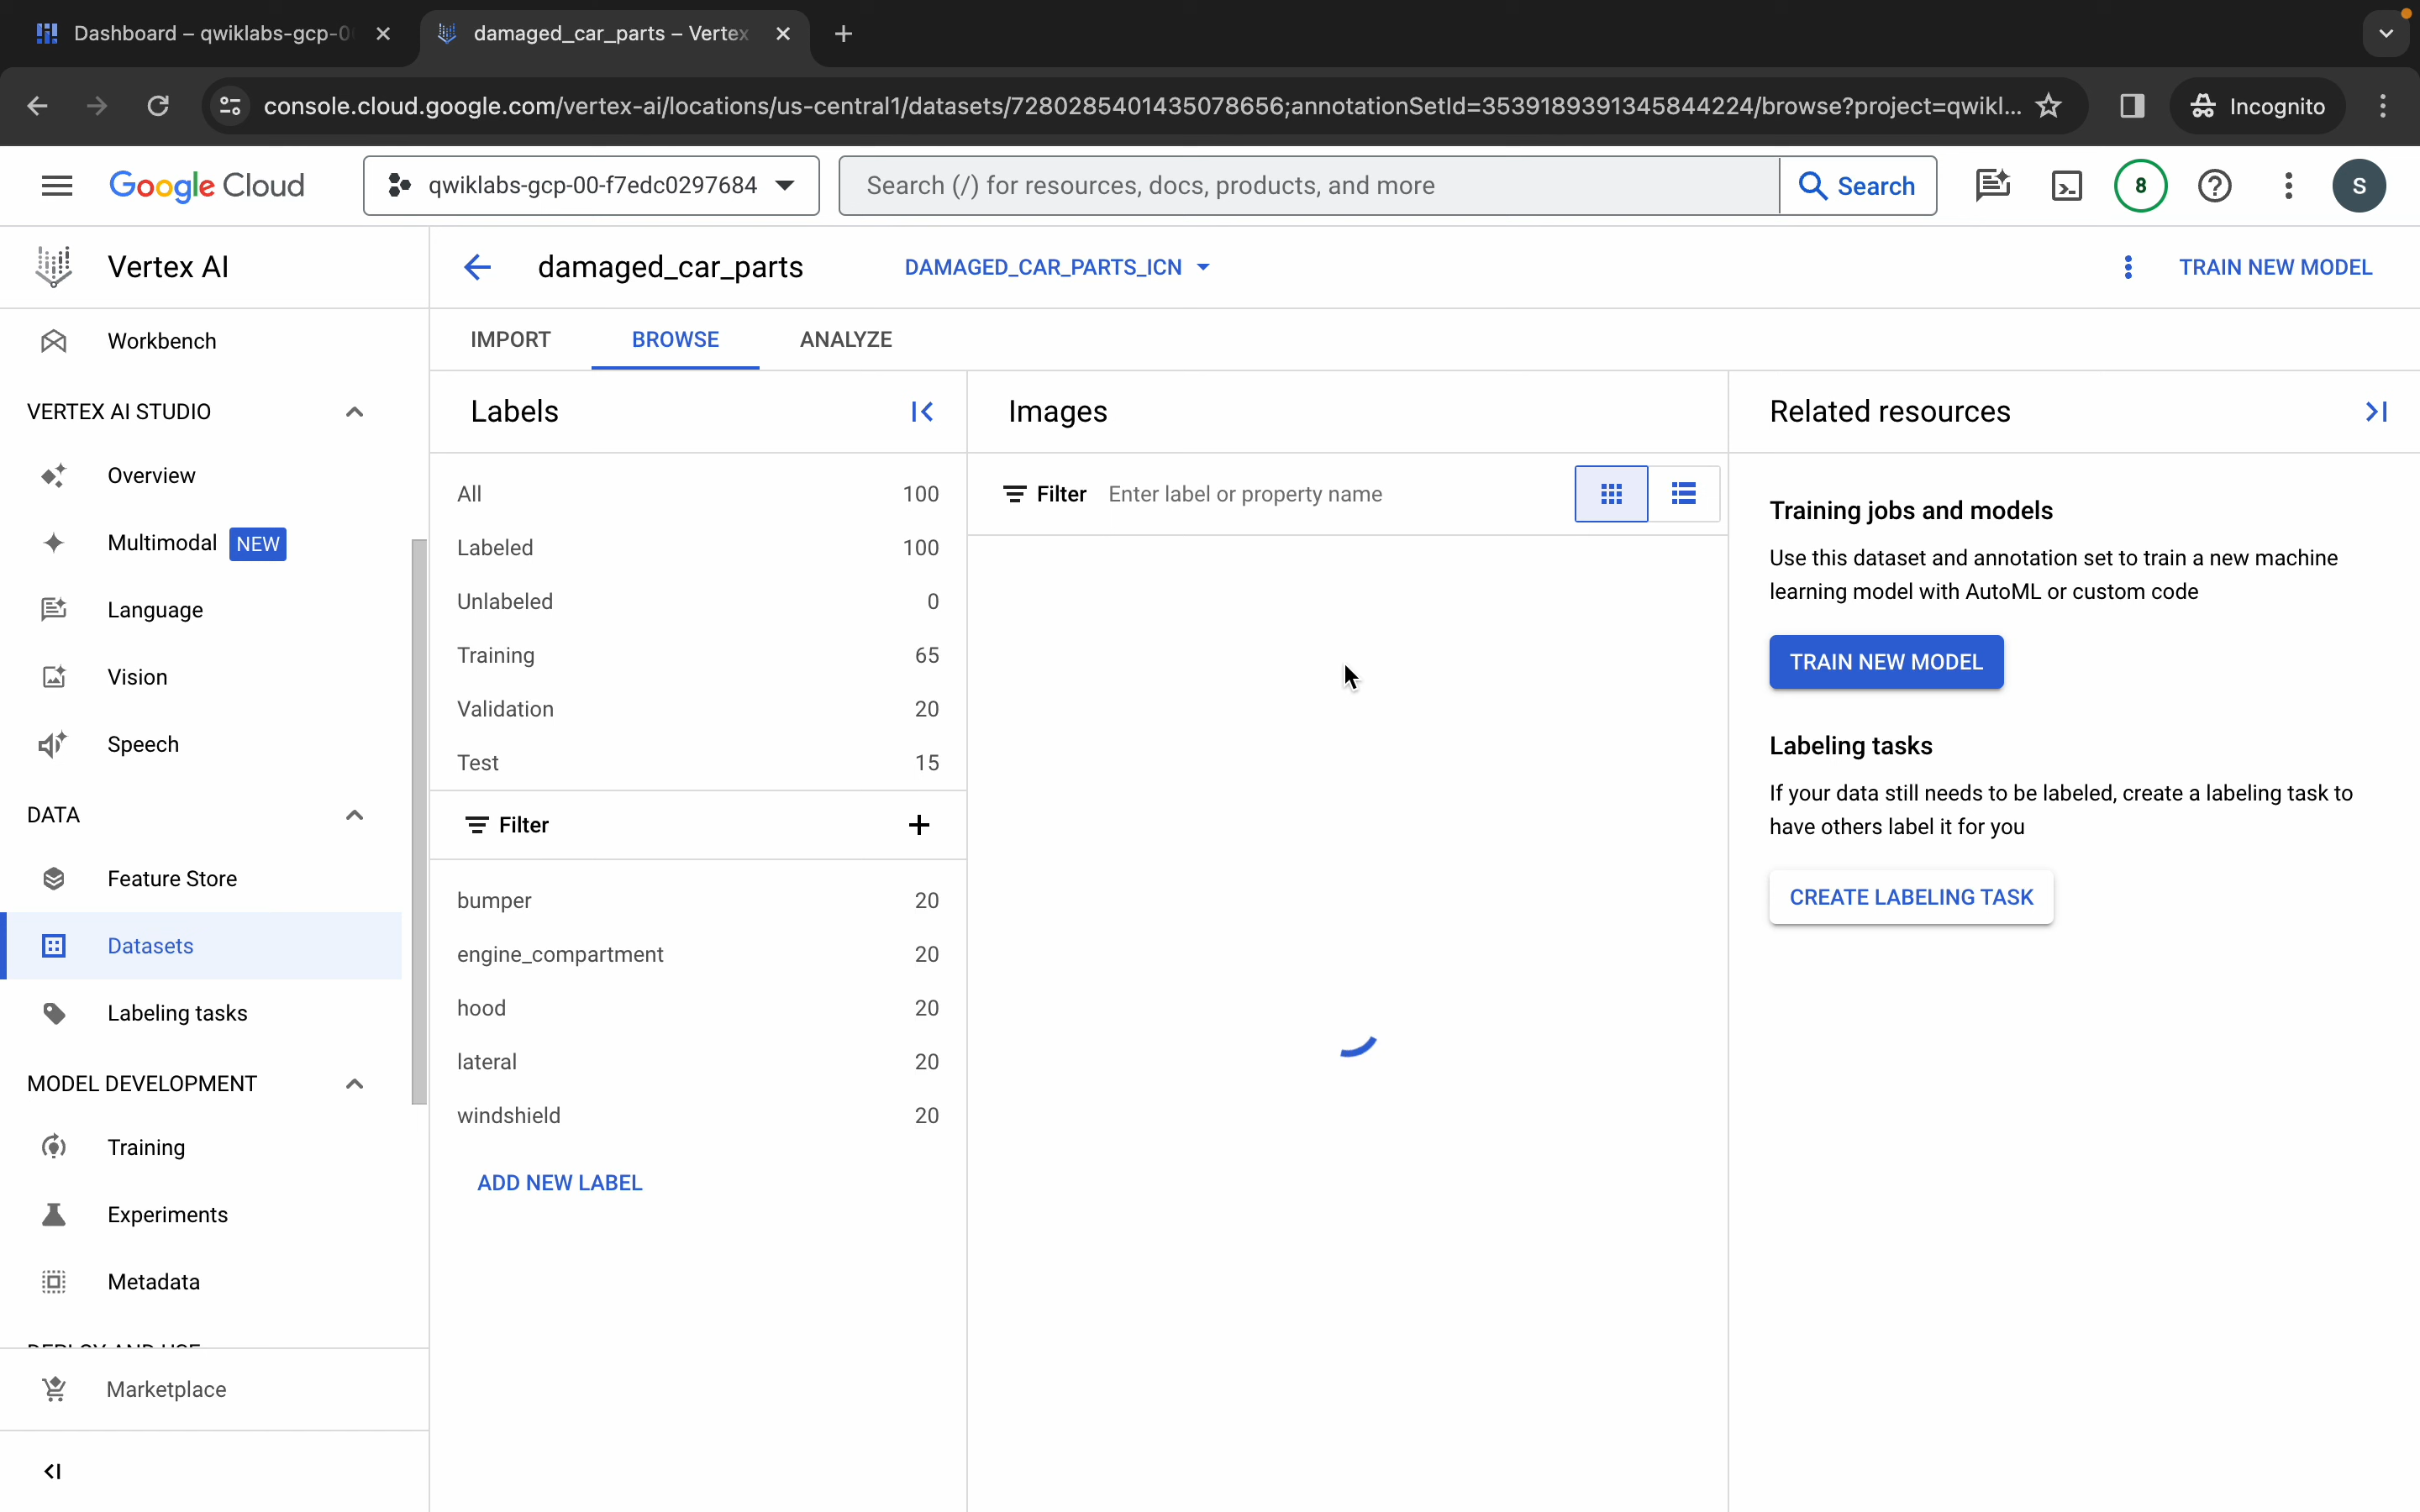 Dashboard – qwiklabs-gcp-0
damaged_car_parts – Vertex
console.cloud.google.com/vertex-ai/locations/us-central1/datasets/7280285401435078656;annotationSetId=3539189391345844224/browse?project=qwikl...
Incognito
Google Cloud
qwiklabs-gcp-00-f7edc0297684
Search (/) for resources, docs, products, and more
Search
8
S
Vertex AI
damaged_car_parts
DAMAGED_CAR_PARTS_ICN
TRAIN NEW MODEL
Workbench
VERTEX AI STUDIO
Overview
Multimodal NEW
Language
Vision
Speech
DATA
Feature Store
Datasets
Labeling tasks
MODEL DEVELOPMENT
Training
Experiments
Metadata
DEPLOY AND USE
Marketplace
IMPORT
BROWSE
ANALYZE
Labels
All 100
Labeled 100
Unlabeled 0
Training 65
Validation 20
Test 15
Filter
bumper 20
engine_compartment 20
hood 20
lateral 20
windshield 20
ADD NEW LABEL
Images
Filter Enter label or property name
Related resources
Training jobs and models
Use this dataset and annotation set to train a new machine
learning model with AutoML or custom code
TRAIN NEW MODEL
Labeling tasks
If your data still needs to be labeled, create a labeling task to
have others label it for you
CREATE LABELING TASK